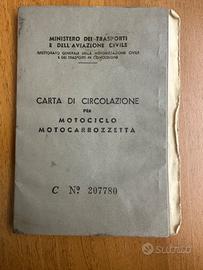 MINISTERO DEI TRASPORTI
E DELL'AVIAZIONE CIVILE
ISPETTORATO GENERALE DELLA MOTORIZZAZIONE CIVILE
E DEI TRASPORTI IN CONCESSIONE
CARTA DI CIRCOLAZIONE
PER
MOTOCICLO
MOTOCARROZZETTA
C Nº 207780
SUBITO